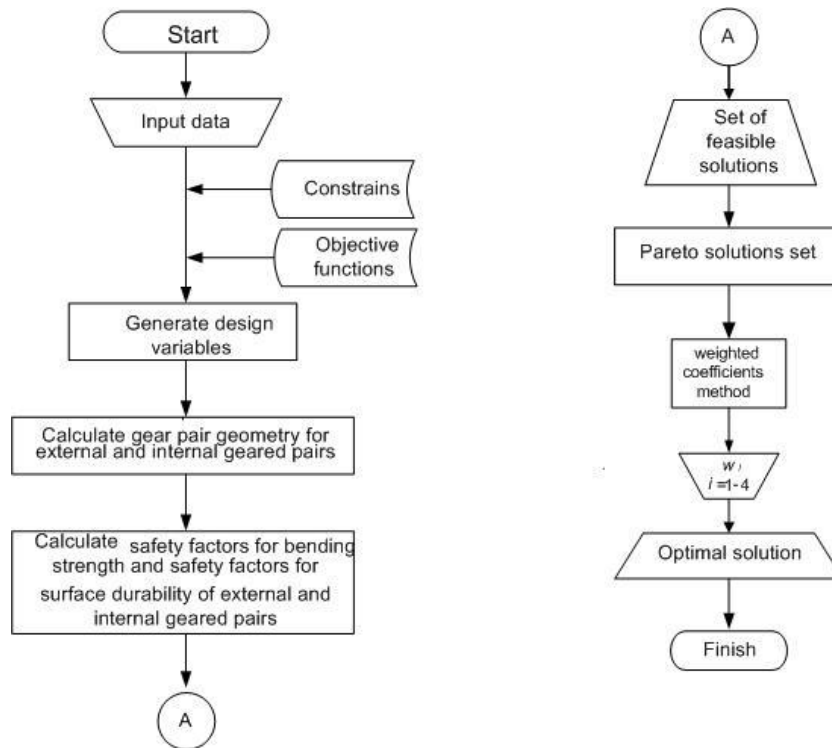 Start
Input data
Constrains
Objective
functions
Generate design
variables
Calculate gear pair geometry for
external and internal geared pairs
Calculate safety factors for bending
strength and safety factors for
surface durability of external and
internal geared pairs
A
A
Set of
feasible
solutions
Pareto solutions set
weighted
coefficients
method
w i
i =1-4
Optimal solution
Finish